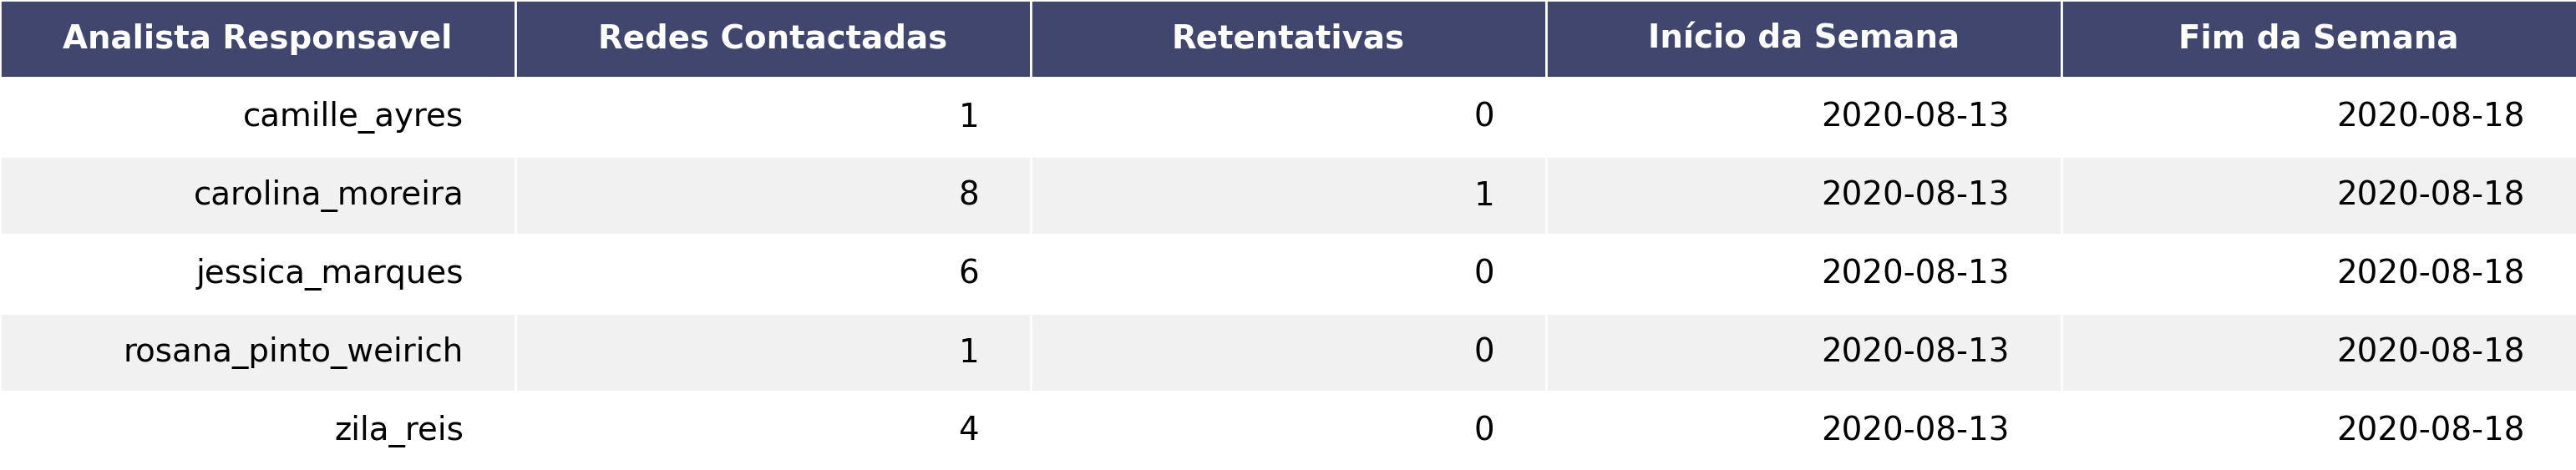 Analista Responsavel Redes Contactadas Retentativas Início da Semana Fim da Semana
camille_ayres 1 0 2020-08-13 2020-08-18
carolina_moreira 8 1 2020-08-13 2020-08-18
jessica_marques 6 0 2020-08-13 2020-08-18
rosana_pinto_weirich 1 0 2020-08-13 2020-08-18
zila_reis 4 0 2020-08-13 2020-08-18